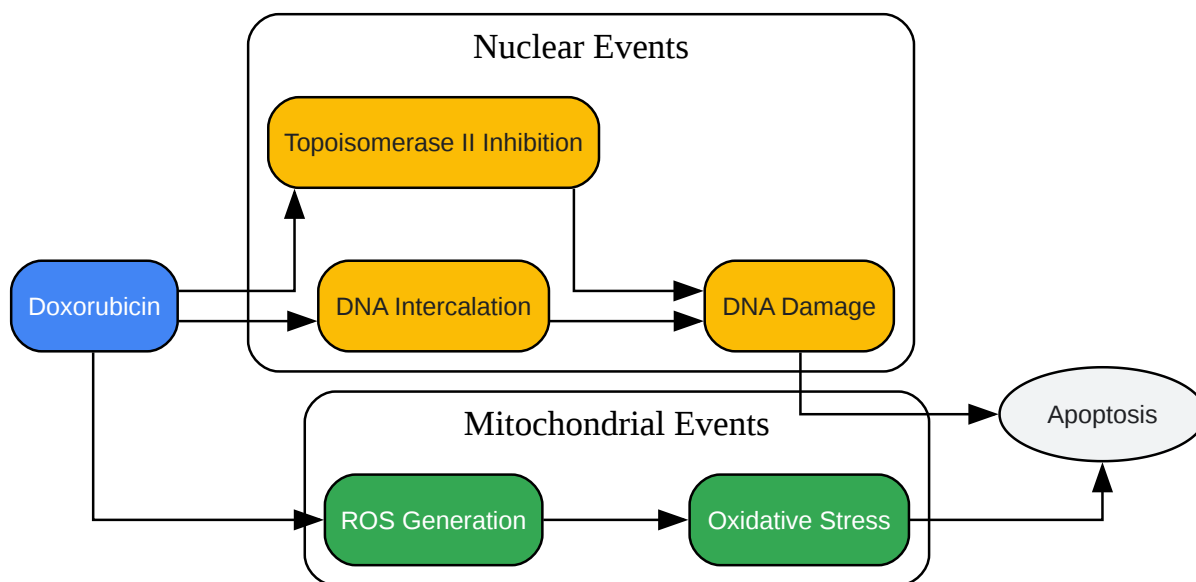 Nuclear Events
Topoisomerase II Inhibition
Doxorubicin
DNA Intercalation
DNA Damage
Mitochondrial Events
Apoptosis
ROS Generation
Oxidative Stress